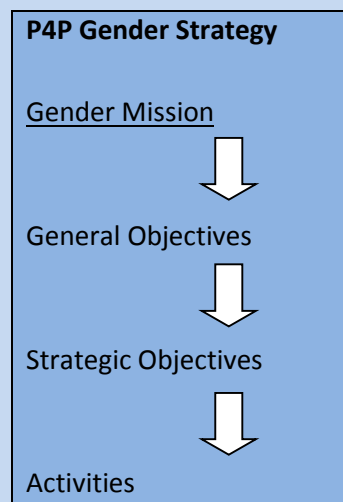 P4P Gender Strategy
Gender Mission
General Objectives
Strategic Objectives
Activities